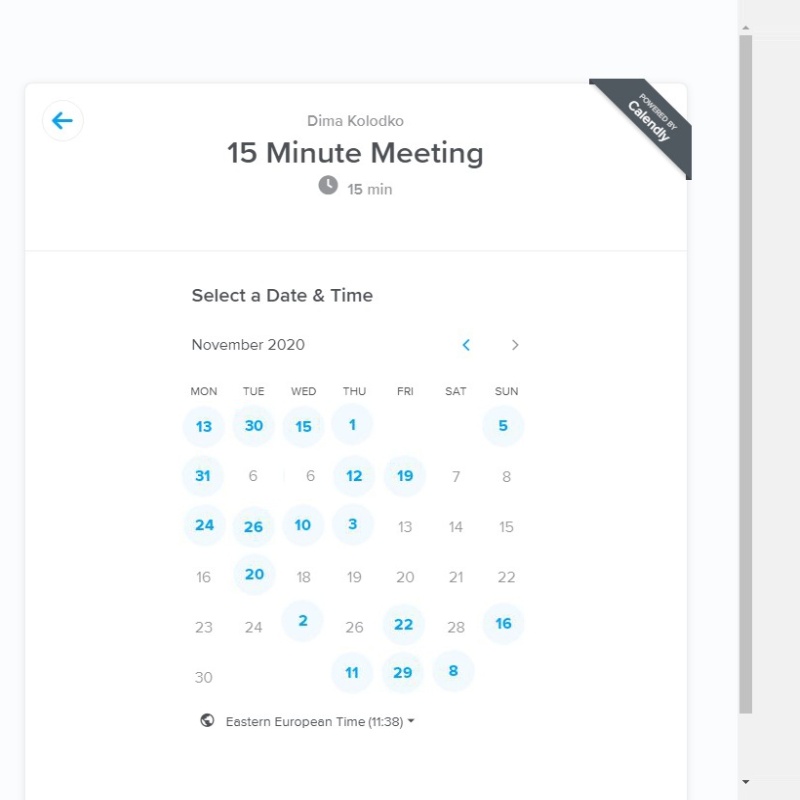 POWERED BY
Calendly
Dima Kolodko
15 Minute Meeting
15 min
Select a Date & Time
November 2020
MON TUE WED THU FRI SAT SUN
13 30 15 1 5
31 6 6 12 19 7 8
24 26 10 3 13 14 15
16 20 18 19 20 21 22
23 24 2 26 22 28 16
30 11 29 8
Eastern European Time (11:38)